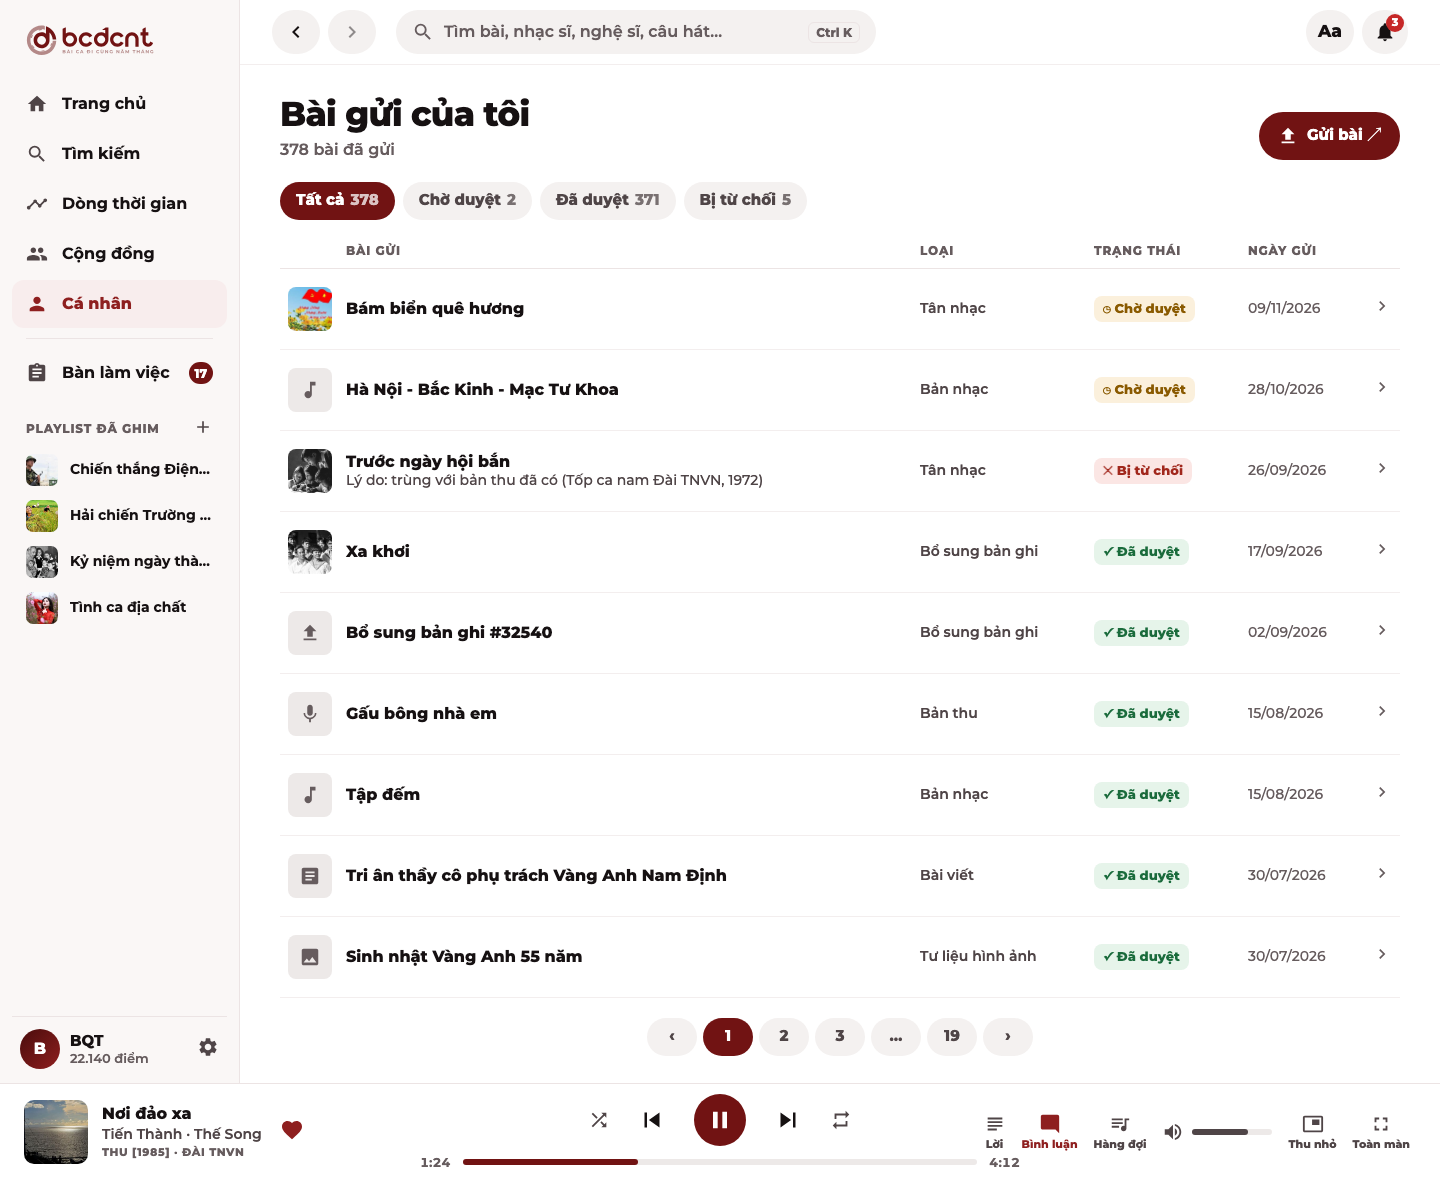 bcdcnt
BÀI CA ĐI CÙNG NĂM THÁNG
Trang chủ
Tìm kiếm
Dòng thời gian
Cộng đồng
Cá nhân
Bàn làm việc 17
PLAYLIST ĐÃ GHIM
Chiến thắng Điện...
Hải chiến Trường ...
Kỷ niệm ngày thà...
Tình ca địa chất
B
BQT
22.140 điểm
Tìm bài, nhạc sĩ, nghệ sĩ, câu hát... Ctrl K
Aa
3
Bài gửi của tôi
378 bài đã gửi
Gửi bài
Tất cả 378
Chờ duyệt 2
Đã duyệt 371
Bị từ chối 5
BÀI GỬI LOẠI TRẠNG THÁI NGÀY GỬI
Bám biển quê hương Tân nhạc Chờ duyệt 09/11/2026
Hà Nội - Bắc Kinh - Mạc Tư Khoa Bản nhạc Chờ duyệt 28/10/2026
Trước ngày hội bắn Tân nhạc Bị từ chối 26/09/2026
Lý do: trùng với bản thu đã có (Tốp ca nam Đài TNVN, 1972)
Xa khơi Bổ sung bản ghi Đã duyệt 17/09/2026
Bổ sung bản ghi #32540 Bổ sung bản ghi Đã duyệt 02/09/2026
Gấu bông nhà em Bản thu Đã duyệt 15/08/2026
Tập đếm Bản nhạc Đã duyệt 15/08/2026
Tri ân thầy cô phụ trách Vàng Anh Nam Định Bài viết Đã duyệt 30/07/2026
Sinh nhật Vàng Anh 55 năm Tư liệu hình ảnh Đã duyệt 30/07/2026
‹ 1 2 3 ... 19 ›
Nơi đảo xa
Tiến Thành · Thế Song
THU [1985] · ĐÀI TNVN
1:24 4:12
Lời
Bình luận
Hàng đợi
Thu nhỏ
Toàn màn